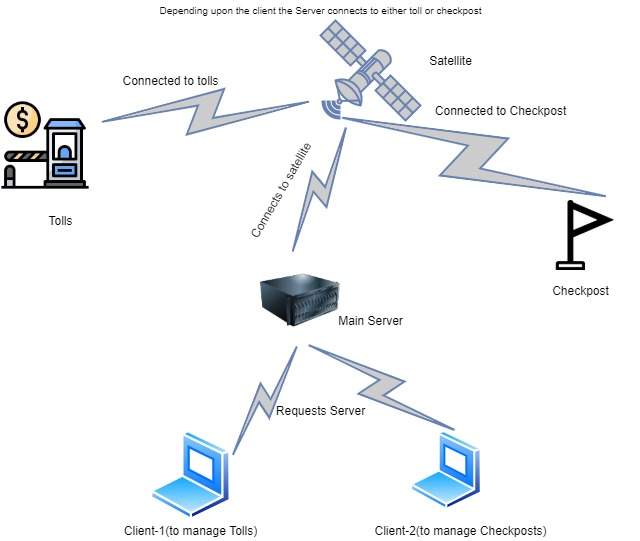 Depending upon the client the Server connects to either toll or checkpost
Satellite
Connected to tolls
Connected to Checkpost
$
Connects to satellite
Tolls
Checkpost
Main Server
Requests Server
Client-1(to manage Tolls)
Client-2(to manage Checkposts)